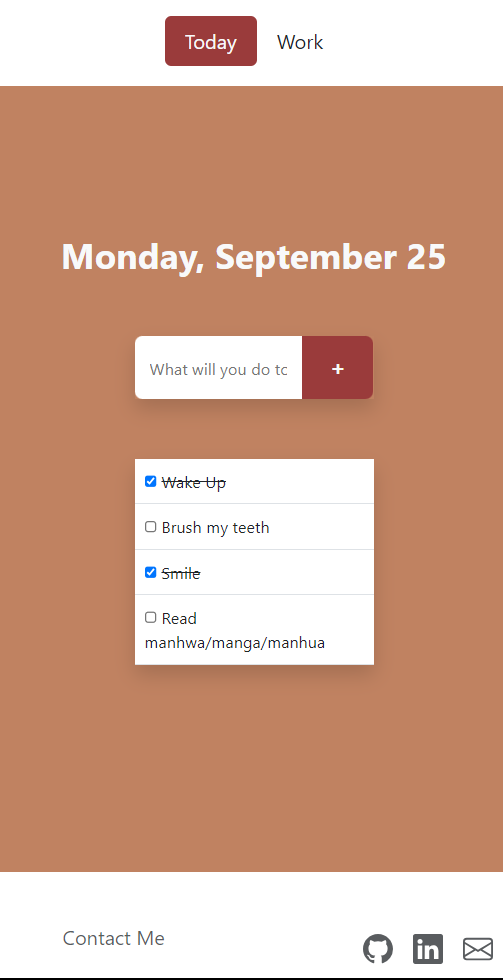 Today Work
Monday, September 25
What will you do tc +
Wake Up
Brush my teeth
Smile
Read
manhwa/manga/manhua
Contact Me
in